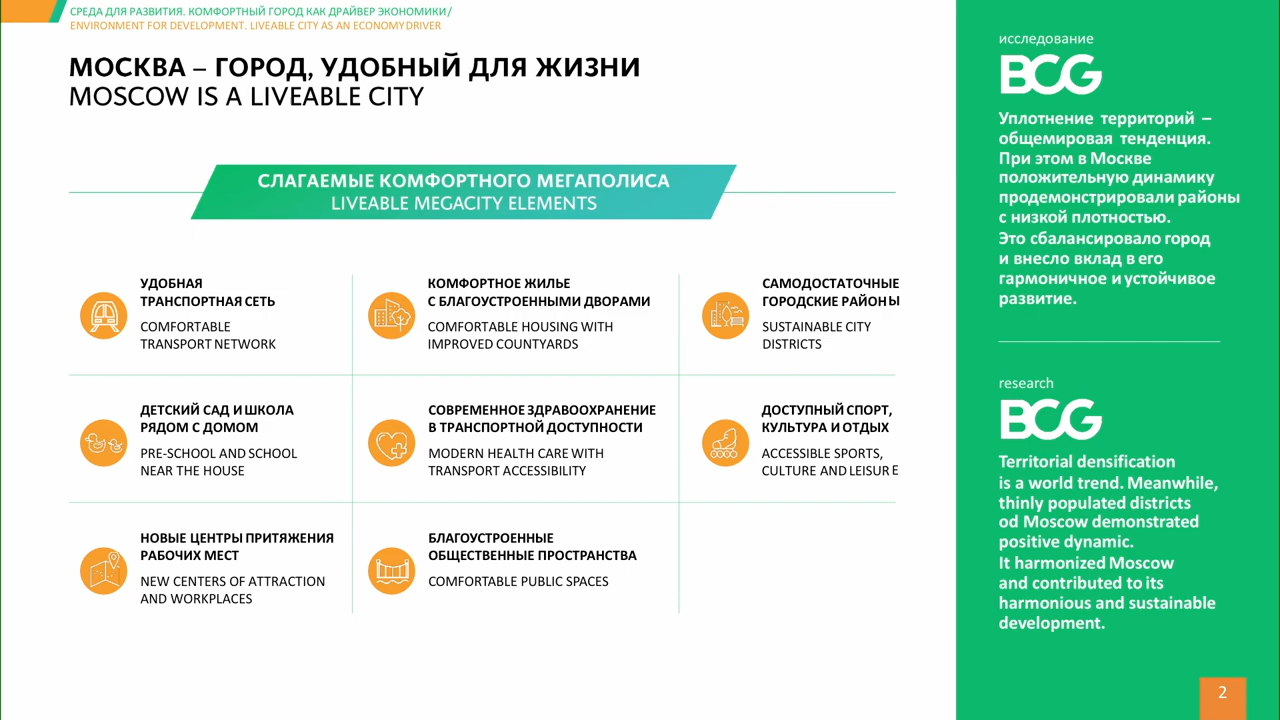 СРЕДА ДЛЯ РАЗВИТИЯ. КОМФОРТНЫЙ ГОРОД КАК ДРАЙВЕР ЭКОНОМИКИ/
ENVIRONMENT FOR DEVELOPMENT. LIVEABLE CITY AS AN ECONOMY DRIVER
МОСКВА – ГОРОД, УДОБНЫЙ ДЛЯ ЖИЗНИ
MOSCOW IS A LIVEABLE CITY
СЛАГАЕМЫЕ КОМФОРТНОГО МЕГАПОЛИСА
LIVEABLE MEGACITY ELEMENTS
УДОБНАЯ
ТРАНСПОРТНАЯ СЕТЬ
COMFORTABLE
TRANSPORT NETWORK
КОМФОРТНОЕ ЖИЛЬЕ
С БЛАГОУСТРОЕННЫМИ ДВОРАМИ
COMFORTABLE HOUSING WITH
IMPROVED COUNTYARDS
САМОДОСТАТОЧНЫЕ
ГОРОДСКИЕ РАЙОНЫ
SUSTAINABLE CITY
DISTRICTS
ДЕТСКИЙ САД И ШКОЛА
РЯДОМ С ДОМОМ
PRE-SCHOOL AND SCHOOL
NEAR THE HOUSE
СОВРЕМЕННОЕ ЗДРАВООХРАНЕНИЕ
В ТРАНСПОРТНОЙ ДОСТУПНОСТИ
MODERN HEALTH CARE WITH
TRANSPORT ACCESSIBILITY
ДОСТУПНЫЙ СПОРТ,
КУЛЬТУРА И ОТДЫХ
ACCESSIBLE SPORTS,
CULTURE AND LEISURE
НОВЫЕ ЦЕНТРЫ ПРИТЯЖЕНИЯ
РАБОЧИХ МЕСТ
NEW CENTERS OF ATTRACTION
AND WORKPLACES
БЛАГОУСТРОЕННЫЕ
ОБЩЕСТВЕННЫЕ ПРОСТРАНСТВА
COMFORTABLE PUBLIC SPACES
исследование
BCG
Уплотнение территорий –
общемировая тенденция.
При этом в Москве
положительную динамику
продемонстрировали районы
с низкой плотностью.
Это сбалансировало город
и внесло вклад в его
гармоничное и устойчивое
развитие.
research
BCG
Territorial densification
is a world trend. Meanwhile,
thinly populated districts
od Moscow demonstrated
positive dynamic.
It harmonized Moscow
and contributed to its
harmonious and sustainable
development.
2